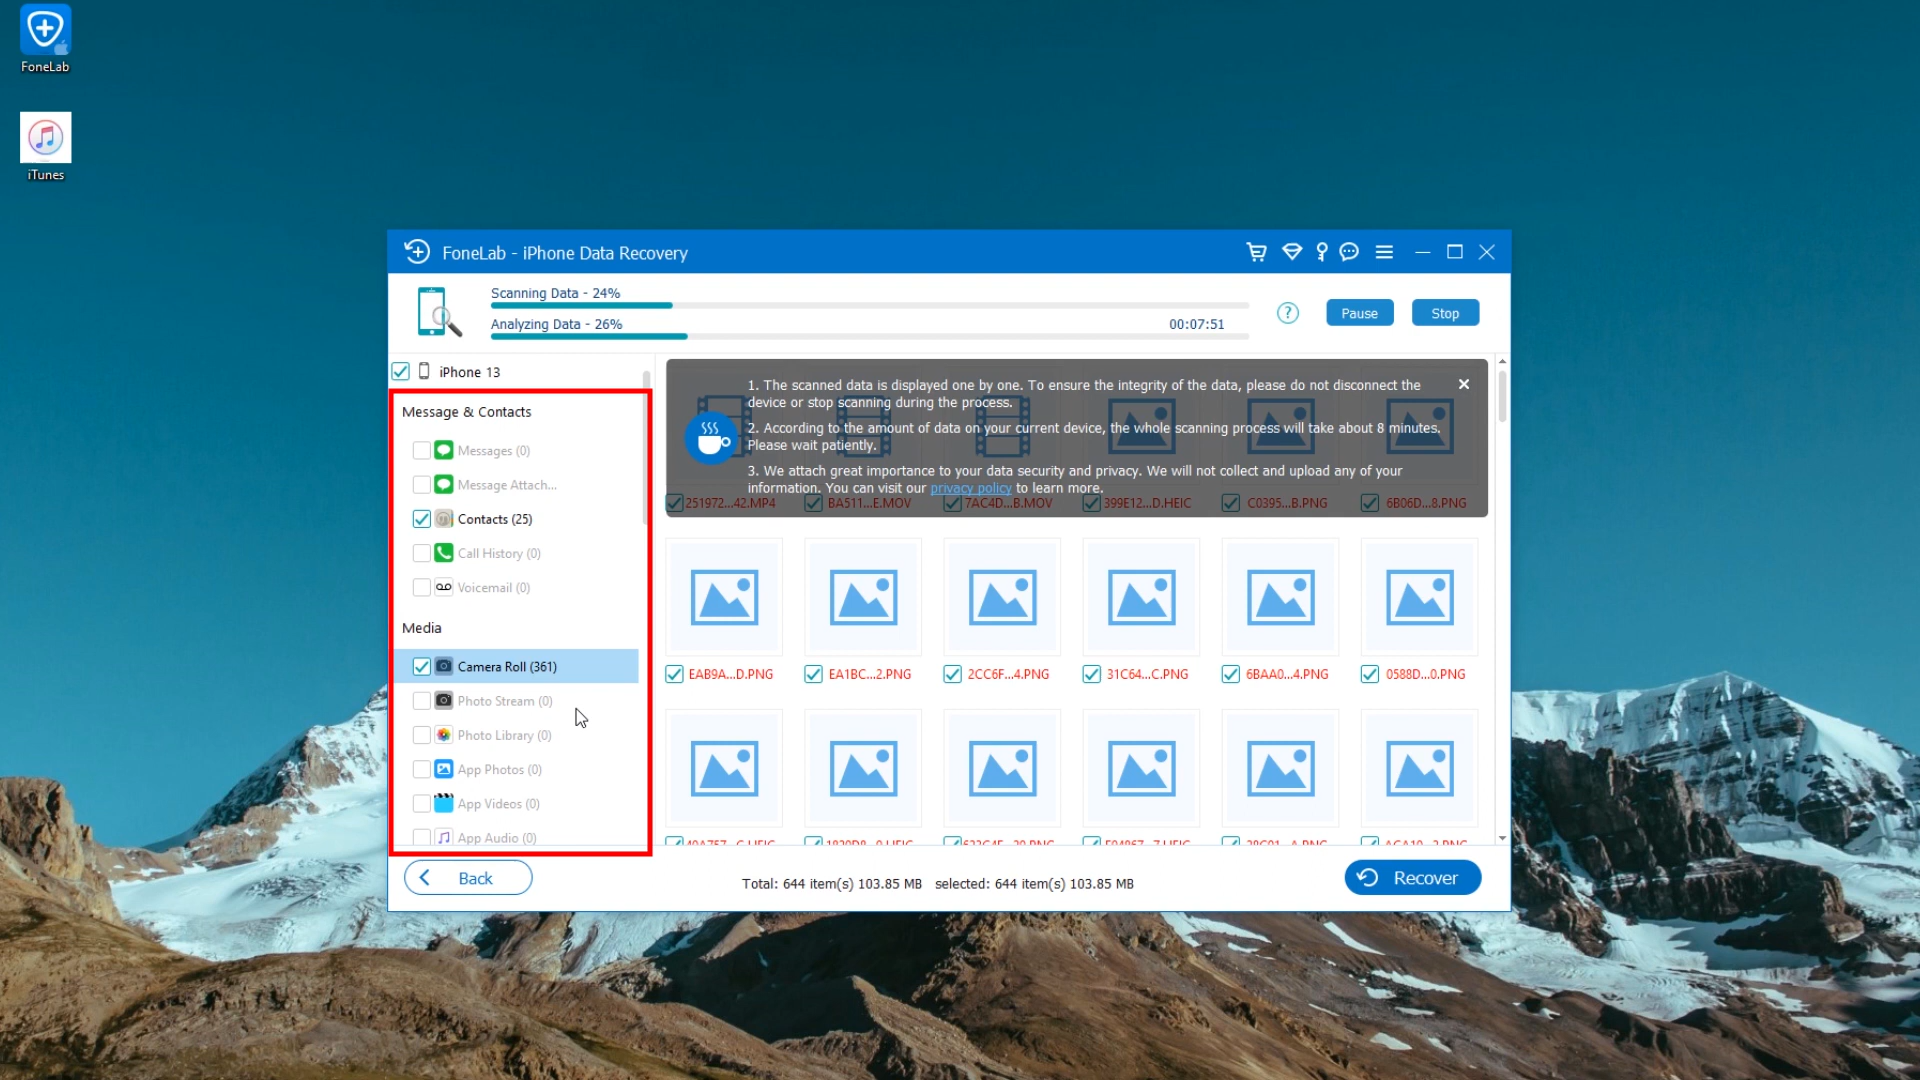 FoneLab
iTunes
FoneLab - iPhone Data Recovery
Scanning Data - 24%
Analyzing Data - 26%
00:07:51
?
Pause
Stop
iPhone 13
Message & Contacts
Messages (0)
Message Attach...
Contacts (25)
Call History (0)
Voicemail (0)
Media
Camera Roll (361)
Photo Stream (0)
Photo Library (0)
App Photos (0)
App Videos (0)
App Audio (0)
1. The scanned data is displayed one by one. To ensure the integrity of the data, please do not disconnect the
device or stop scanning during the process.
2. According to the amount of data on your current device, the whole scanning process will take about 8 minutes.
Please wait patiently.
3. We attach great importance to your data security and privacy. We will not collect and upload any of your
information. You can visit our privacy policy to learn more.
251972...42.MP4 BA511...E.MOV 7AC4D...B.MOV 399E12...D.HEIC C0395...B.PNG 6B06D...8.PNG
EAB9A...D.PNG EA1BC...2.PNG 2CC6F...4.PNG 31C64...C.PNG 6BAA0...4.PNG 0588D...0.PNG
Back
Total: 644 item(s) 103.85 MB selected: 644 item(s) 103.85 MB
Recover